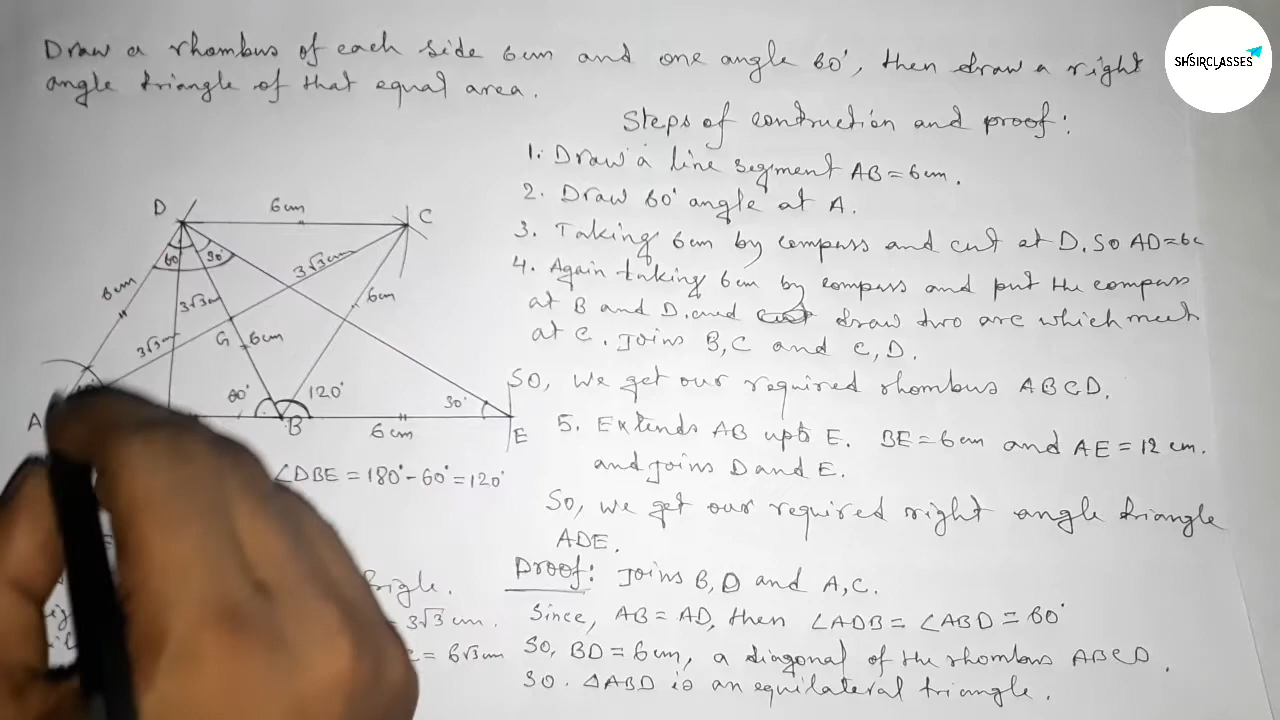 Draw a rhombus of each side 6cm and one angle 60°, then draw a right
angle triangle of that equal area.
SHSIRCLASSES
Steps of contruction and proof:
1. Draw a line segment AB=6cm.
2. Draw 60° angle at A.
3. Taking 6cm by compass and cut at D. So AD=6c
4. Again taking 6cm by compass and put the compass
at B and D. and draw two arc which meet
at C. Joins B,C and C,D.
So, we get our required rhombus ABCD.
5. Extends AB upto E. BE=6cm and AE=12 cm.
and joins D and E.
So, we get our required right angle triangle
ADE.
Proof: Joins B,D and A,C.
Since, AB=AD, then ∠ADB=∠ABD=60°
So, BD=6cm, a diagonal of the rhombus ABCD.
So. △ABD is an equilateral triangle.
D
6cm
C
60°
90°
3√3cm
6cm
3√3cm
6cm
3√3cm
G
6cm
60°
120°
30°
A
B
6cm
E
∠DBE=180°-60°=120°
3√3 cm.
= 6√3cm